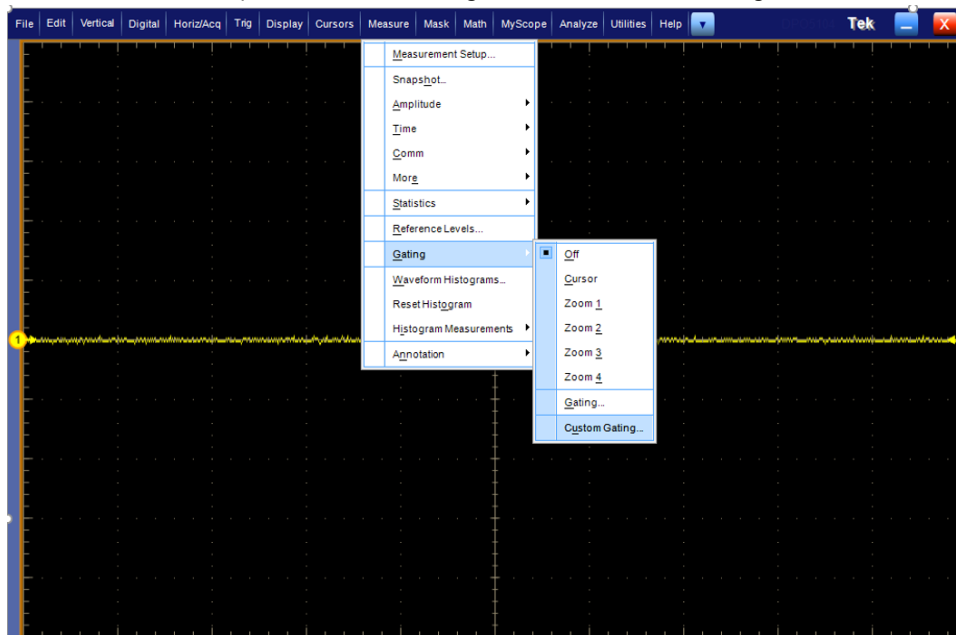 File Edit Vertical Digital Horiz/Acq Trig Display Cursors Measure Mask Math MyScope Analyze Utilities Help Tek X
Measurement Setup...
Snapshot...
Amplitude
Time
Comm
More
Statistics
Reference Levels...
Gating
Waveform Histograms...
Reset Histogram
Histogram Measurements
Annotation
Off
Cursor
Zoom 1
Zoom 2
Zoom 3
Zoom 4
Gating...
Custom Gating...
1